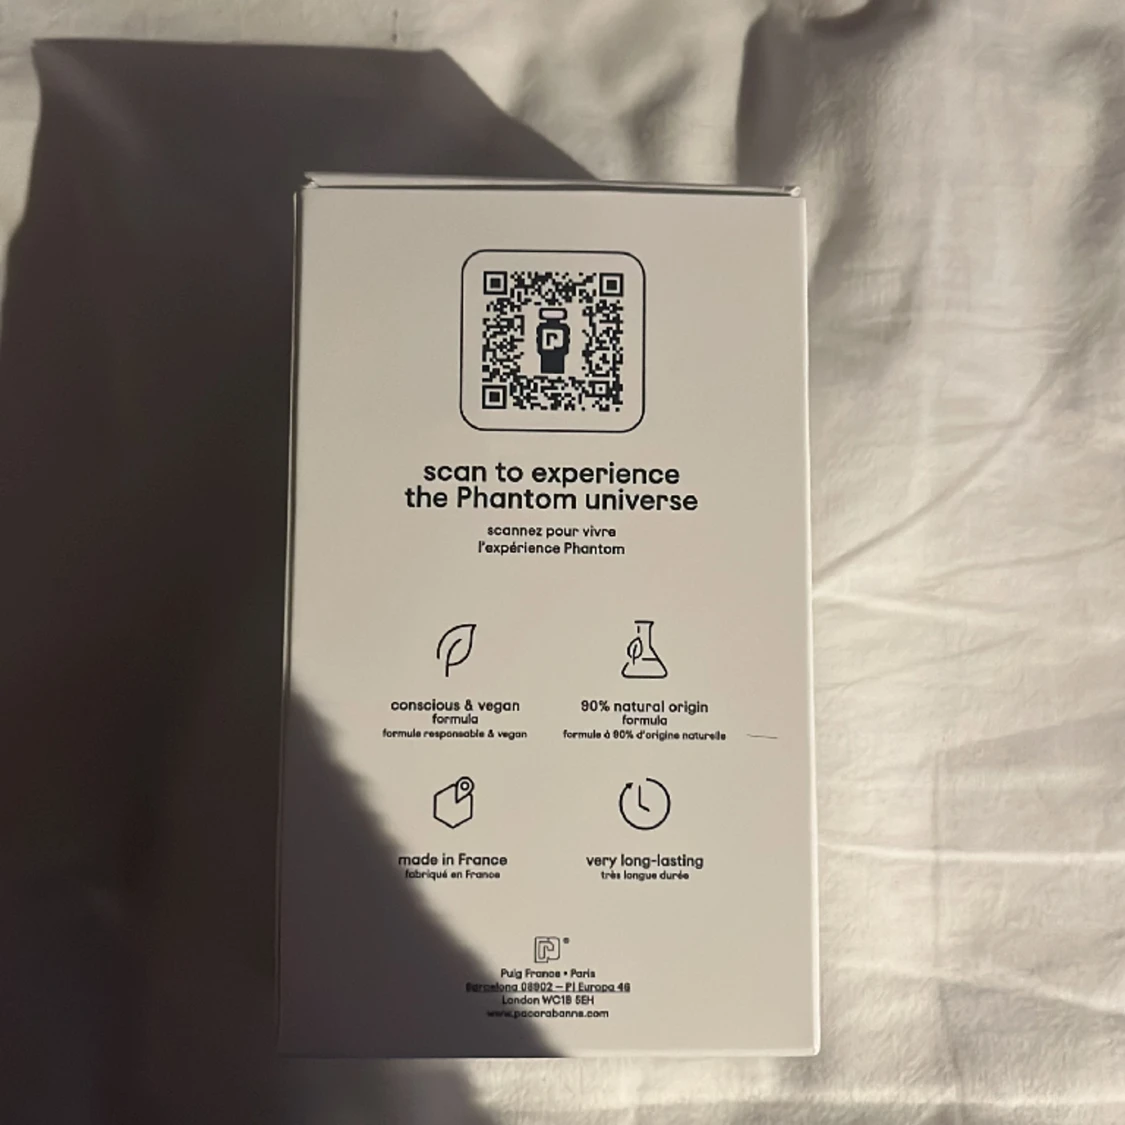 scan to experience
the Phantom universe
scannez pour vivre
l'expérience Phantom
conscious & vegan
formula
formule responsable & vegan
90% natural origin
formula
formule à 90% d'origine naturelle
made in France
fabriqué en France
very long-lasting
très longue durée
Puig France • Paris
Barcelona 08902 – Pl Europa 46
London WC1B 5EH
www.pacorabanne.com